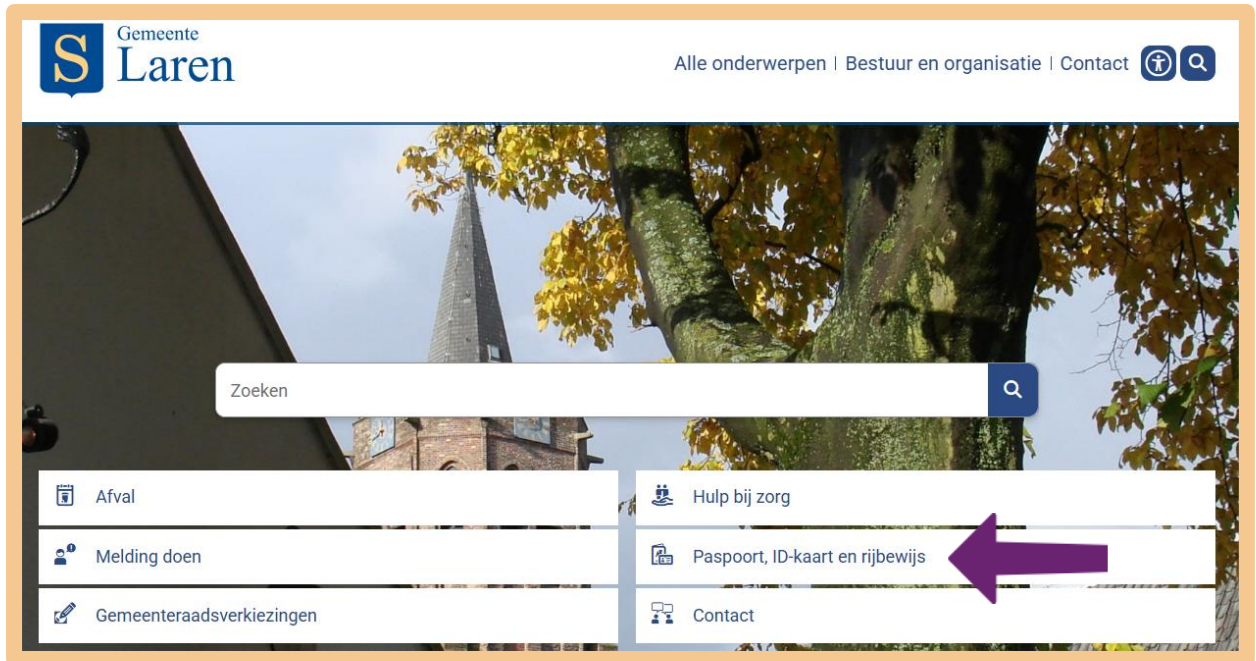 S
Gemeente
Laren
Alle onderwerpen | Bestuur en organisatie | Contact
Zoeken
Afval
Hulp bij zorg
Melding doen
Paspoort, ID-kaart en rijbewijs
Gemeenteraadsverkiezingen
Contact